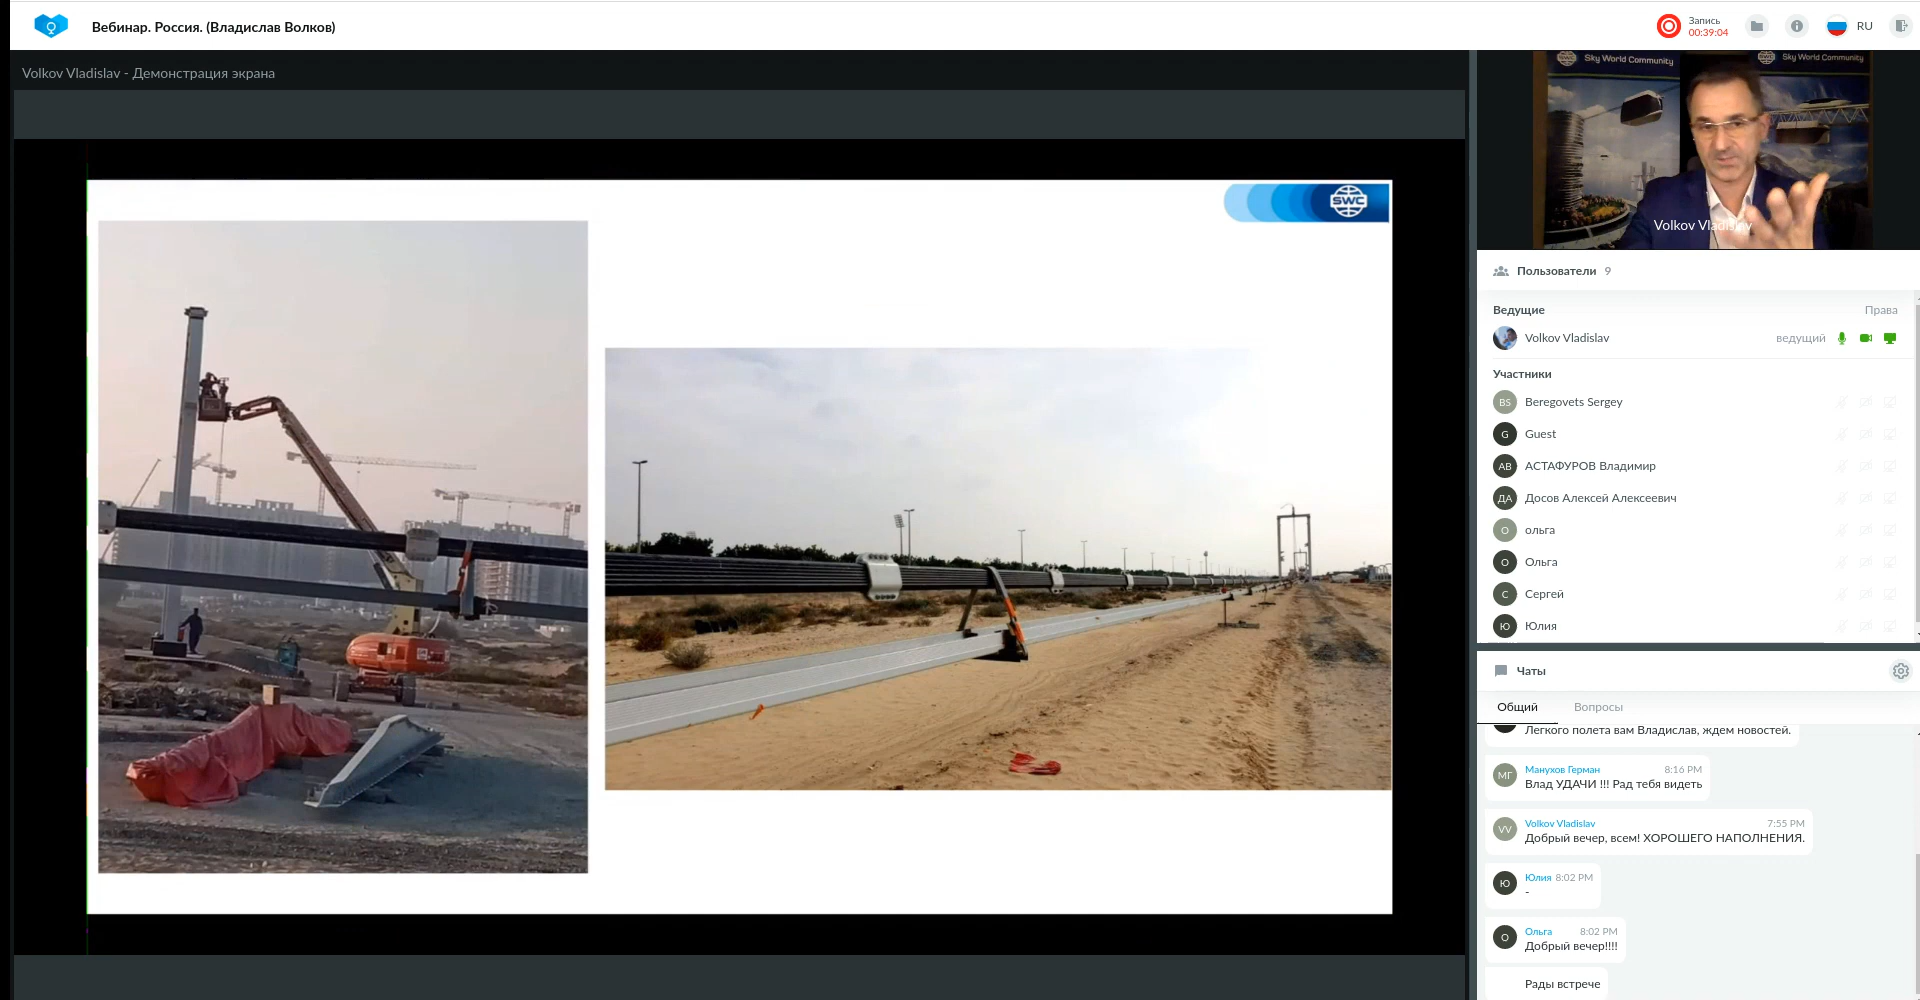 Вебинар. Россия. (Владислав Волков)
Запись
00:39:04
RU
Volkov Vladislav - Демонстрация экрана
SWC
Sky World Community
Sky World Community
Volkov Vladislav
Пользователи 9
Ведущие Права
Volkov Vladislav ведущий
Участники
BS Beregovets Sergey
G Guest
АВ АСТАФУРОВ Владимир
ДА Досов Алексей Алексеевич
О ольга
О Ольга
С Сергей
Ю Юлия
Чаты
Общий Вопросы
Легкого полета вам Владислав, ждем новостей.
МГ Манухов Герман 8:16 PM
Влад УДАЧИ !!! Рад тебя видеть
VV Volkov Vladislav 7:55 PM
Добрый вечер, всем! ХОРОШЕГО НАПОЛНЕНИЯ.
Ю Юлия 8:02 PM
-
О Ольга 8:02 PM
Добрый вечер!!!!
Рады встрече